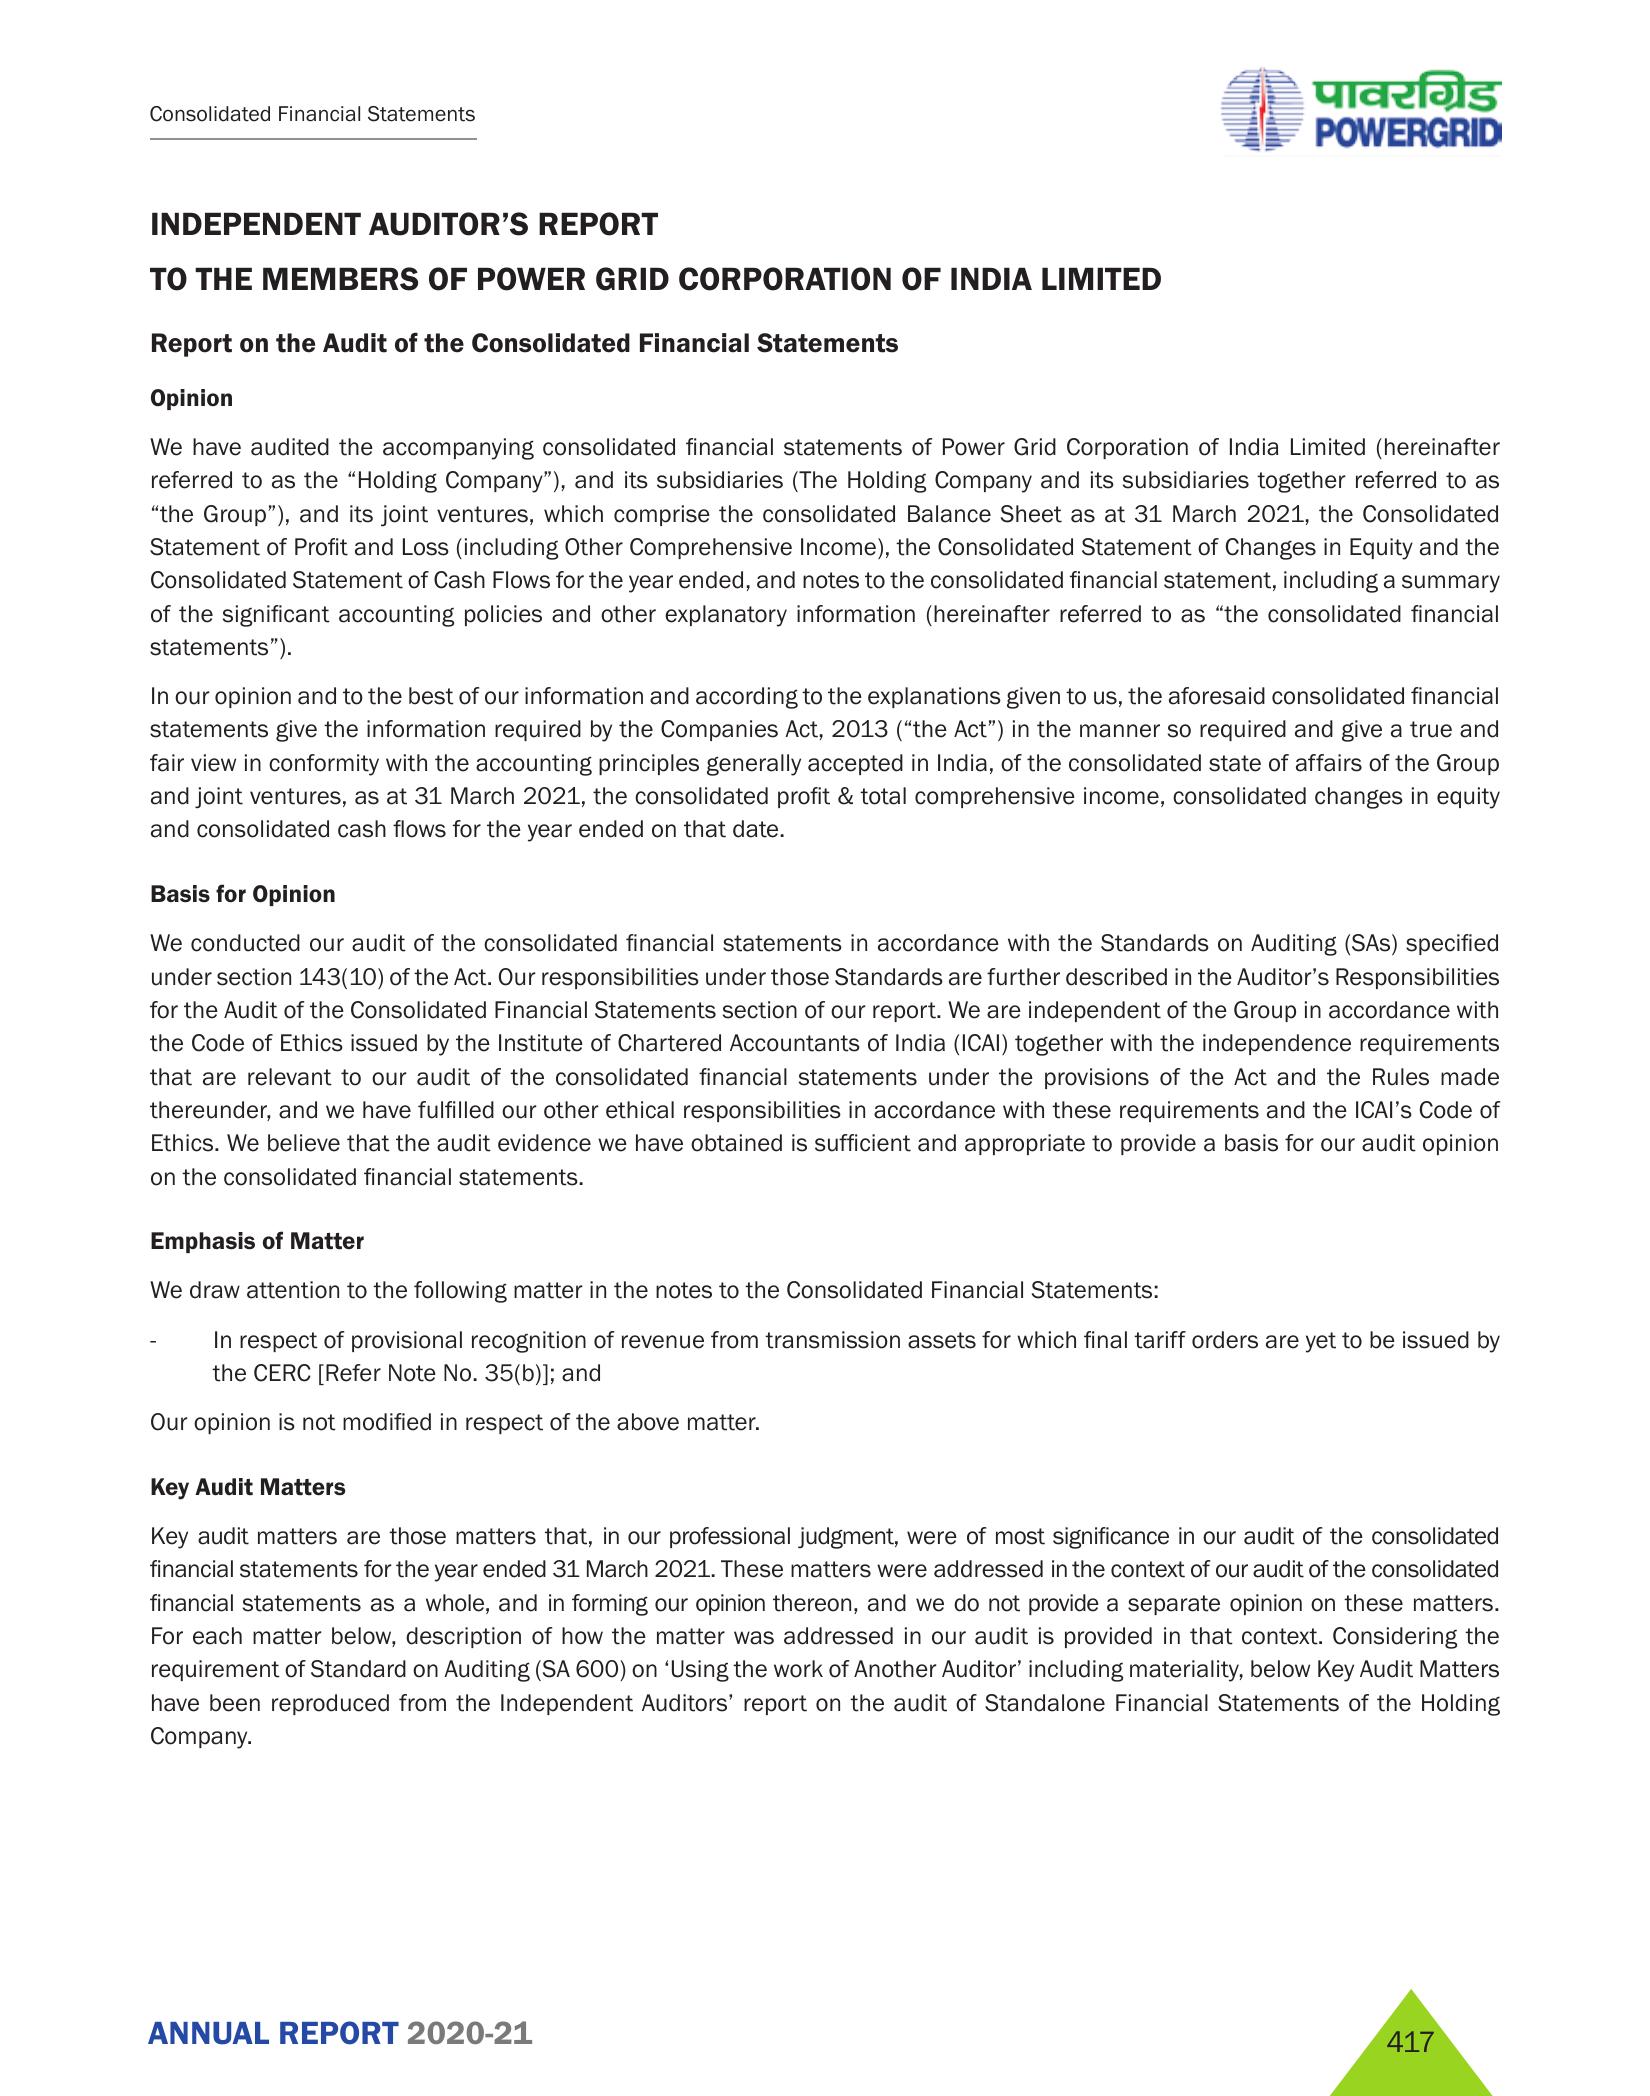 Consolidated Financial Statements
पावरग्रिड
POWERGRID
INDEPENDENT AUDITOR’S REPORT
TO THE MEMBERS OF POWER GRID CORPORATION OF INDIA LIMITED
Report on the Audit of the Consolidated Financial Statements
Opinion
We have audited the accompanying consolidated financial statements of Power Grid Corporation of India Limited (hereinafter
referred to as the “Holding Company”), and its subsidiaries (The Holding Company and its subsidiaries together referred to as
“the Group”), and its joint ventures, which comprise the consolidated Balance Sheet as at 31 March 2021, the Consolidated
Statement of Profit and Loss (including Other Comprehensive Income), the Consolidated Statement of Changes in Equity and the
Consolidated Statement of Cash Flows for the year ended, and notes to the consolidated financial statement, including a summary
of the significant accounting policies and other explanatory information (hereinafter referred to as “the consolidated financial
statements”).
In our opinion and to the best of our information and according to the explanations given to us, the aforesaid consolidated financial
statements give the information required by the Companies Act, 2013 (“the Act”) in the manner so required and give a true and
fair view in conformity with the accounting principles generally accepted in India, of the consolidated state of affairs of the Group
and joint ventures, as at 31 March 2021, the consolidated profit & total comprehensive income, consolidated changes in equity
and consolidated cash flows for the year ended on that date.
Basis for Opinion
We conducted our audit of the consolidated financial statements in accordance with the Standards on Auditing (SAs) specified
under section 143(10) of the Act. Our responsibilities under those Standards are further described in the Auditor’s Responsibilities
for the Audit of the Consolidated Financial Statements section of our report. We are independent of the Group in accordance with
the Code of Ethics issued by the Institute of Chartered Accountants of India (ICAI) together with the independence requirements
that are relevant to our audit of the consolidated financial statements under the provisions of the Act and the Rules made
thereunder, and we have fulfilled our other ethical responsibilities in accordance with these requirements and the ICAI’s Code of
Ethics. We believe that the audit evidence we have obtained is sufficient and appropriate to provide a basis for our audit opinion
on the consolidated financial statements.
Emphasis of Matter
We draw attention to the following matter in the notes to the Consolidated Financial Statements:
- In respect of provisional recognition of revenue from transmission assets for which final tariff orders are yet to be issued by
the CERC [Refer Note No. 35(b)]; and
Our opinion is not modified in respect of the above matter.
Key Audit Matters
Key audit matters are those matters that, in our professional judgment, were of most significance in our audit of the consolidated
financial statements for the year ended 31 March 2021. These matters were addressed in the context of our audit of the consolidated
financial statements as a whole, and in forming our opinion thereon, and we do not provide a separate opinion on these matters.
For each matter below, description of how the matter was addressed in our audit is provided in that context. Considering the
requirement of Standard on Auditing (SA 600) on ‘Using the work of Another Auditor’ including materiality, below Key Audit Matters
have been reproduced from the Independent Auditors’ report on the audit of Standalone Financial Statements of the Holding
Company.
ANNUAL REPORT 2020-21
417